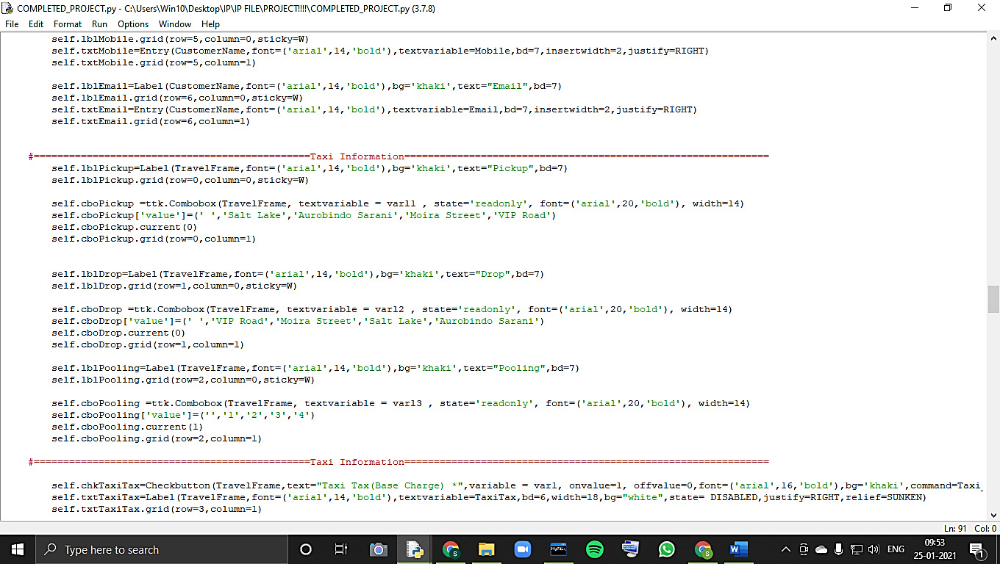 COMPLETED_PROJECT.py - C:\Users\Win10\Desktop\IP\IP FILE\PROJECT!!!!\COMPLETED_PROJECT.py (3.7.8)
File Edit Format Run Options Window Help
self.lblMobile.grid(row=5,column=0,sticky=W)
self.txtMobile=Entry(CustomerName,font=('arial',14,'bold'),textvariable=Mobile,bd=7,insertwidth=2,justify=RIGHT)
self.txtMobile.grid(row=5,column=1)
self.lblEmail=Label(CustomerName,font=('arial',14,'bold'),bg='khaki',text="Email",bd=7)
self.lblEmail.grid(row=6,column=0,sticky=W)
self.txtEmail=Entry(CustomerName,font=('arial',14,'bold'),textvariable=Email,bd=7,insertwidth=2,justify=RIGHT)
self.txtEmail.grid(row=6,column=1)
#===============================================Taxi Information==============================================================
self.lblPickup=Label(TravelFrame,font=('arial',14,'bold'),bg='khaki',text="Pickup",bd=7)
self.lblPickup.grid(row=0,column=0,sticky=W)
self.cboPickup =ttk.Combobox(TravelFrame, textvariable = var11 , state='readonly', font=('arial',20,'bold'), width=14)
self.cboPickup['value']=(' ','Salt Lake','Aurobindo Sarani','Moira Street','VIP Road')
self.cboPickup.current(0)
self.cboPickup.grid(row=0,column=1)
self.lblDrop=Label(TravelFrame,font=('arial',14,'bold'),bg='khaki',text="Drop",bd=7)
self.lblDrop.grid(row=1,column=0,sticky=W)
self.cboDrop =ttk.Combobox(TravelFrame, textvariable = var12 , state='readonly', font=('arial',20,'bold'), width=14)
self.cboDrop['value']=(' ','VIP Road','Moira Street','Salt Lake','Aurobindo Sarani')
self.cboDrop.current(0)
self.cboDrop.grid(row=1,column=1)
self.lblPooling=Label(TravelFrame,font=('arial',14,'bold'),bg='khaki',text="Pooling",bd=7)
self.lblPooling.grid(row=2,column=0,sticky=W)
self.cboPooling =ttk.Combobox(TravelFrame, textvariable = var13 , state='readonly', font=('arial',20,'bold'), width=14)
self.cboPooling['value']=('','1','2','3','4')
self.cboPooling.current(1)
self.cboPooling.grid(row=2,column=1)
#===============================================Taxi Information==============================================================
self.chkTaxiTax=Checkbutton(TravelFrame,text="Taxi Tax(Base Charge) *",variable = var1, onvalue=1, offvalue=0,font=('arial',16,'bold'),bg='khaki',command=Taxi_
self.txtTaxiTax=Label(TravelFrame,font=('arial',14,'bold'),textvariable=TaxiTax,bd=6,width=18,bg="white",state= DISABLED,justify=RIGHT,relief=SUNKEN)
self.txtTaxiTax.grid(row=3,column=1)
Ln: 91 Col: 0
Type here to search
MySQL
S
S
W
ENG
09:53
25-01-2021
1